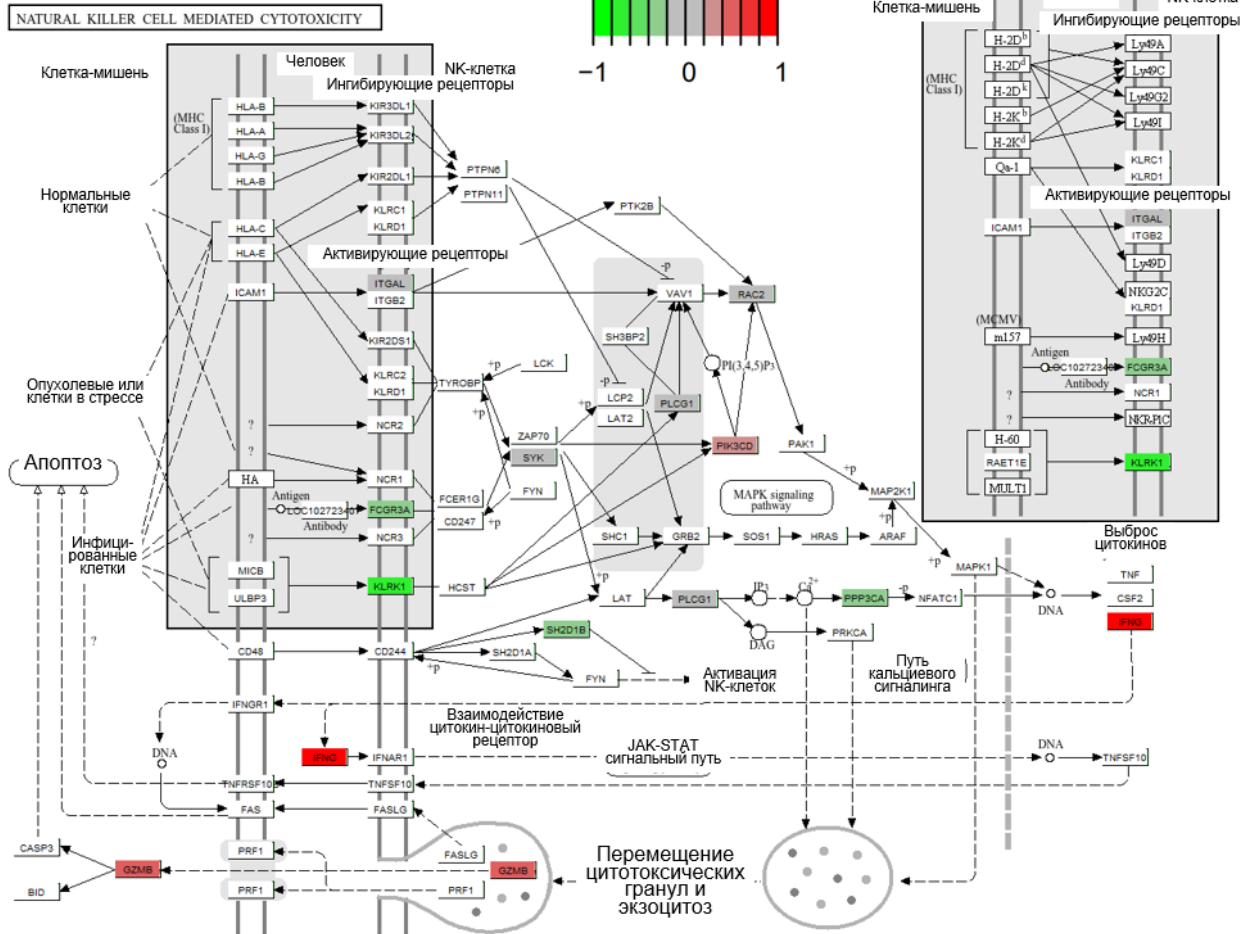 NATURAL KILLER CELL MEDIATED CYTOTOXICITY
−1 0 1
Клетка-мишень
Человек
NK-клетка
Ингибирующие рецепторы
(MHC
Class I)
HLA-B
HLA-A
HLA-G
HLA-B
KIR3DL1
KIR3DL2
KIR2DL1
KLRC1
KLRD1
PTPN6
PTPN11
PTK2B
Нормальные
клетки
HLA-C
HLA-E
ICAM1
Активирующие рецепторы
ITGAL
ITGB2
-p
VAV1
RAC2
SH3BP2
PI(3,4,5)P3
KIR2DS1
KLRC2
KLRD1
TYROBP
+p
LCK
-p
LCP2
LAT2
PLCG1
+p
+p
Опухолевые или
клетки в стрессе
?
NCR2
ZAP70
SYK
PIK3CD
PAK1
+p
Апоптоз
?
HA
NCR1
FYN
FCER1G
CD247
+p
MAPK signaling
pathway
MAP2K1
+p
Antigen
LOC10272340
Antibody
FCGR3A
?
NCR3
SHC1
GRB2
SOS1
HRAS
ARAF
Инфици-
рованные
клетки
MICB
ULBP3
KLRK1
HCST
+p
LAT
PLCG1
IP3
Ca2+
PPP3CA
-p
NFATC1
DAG
PRKCA
+p
MAPK1
DNA
Выброс
цитокинов
TNF
CSF2
IFNG
?
CD48
CD244
+p
SH2D1B
SH2D1A
FYN
Активация
NK-клеток
Путь
кальциевого
сигналинга
IFNGR1
Взаимодействие
цитокин-цитокиновый
рецептор
DNA
IFNG
IFNAR1
JAK-STAT
сигнальный путь
DNA
TNFSF10
TNFRSF10
TNFSF10
FAS
FASLG
CASP3
BID
GZMB
PRF1
PRF1
FASLG
GZMB
PRF1
Перемещение
цитотоксических
гранул и
экзоцитоз
Клетка-мишень
NK-клетка
Ингибирующие рецепторы
(MHC
Class I)
H-2Db
H-2Dd
H-2Dk
H-2Kb
H-2Kd
Qa-1
Ly49A
Ly49C
Ly49G2
Ly49I
KLRC1
KLRD1
Активирующие рецепторы
ICAM1
ITGAL
ITGB2
Ly49D
NKG2C
KLRD1
(MCMV)
m157
Ly49H
Antigen
Antibody
FCGR3A
?
NCR1
?
NKR-P1C
H-60
RAET1E
MULT1
KLRK1